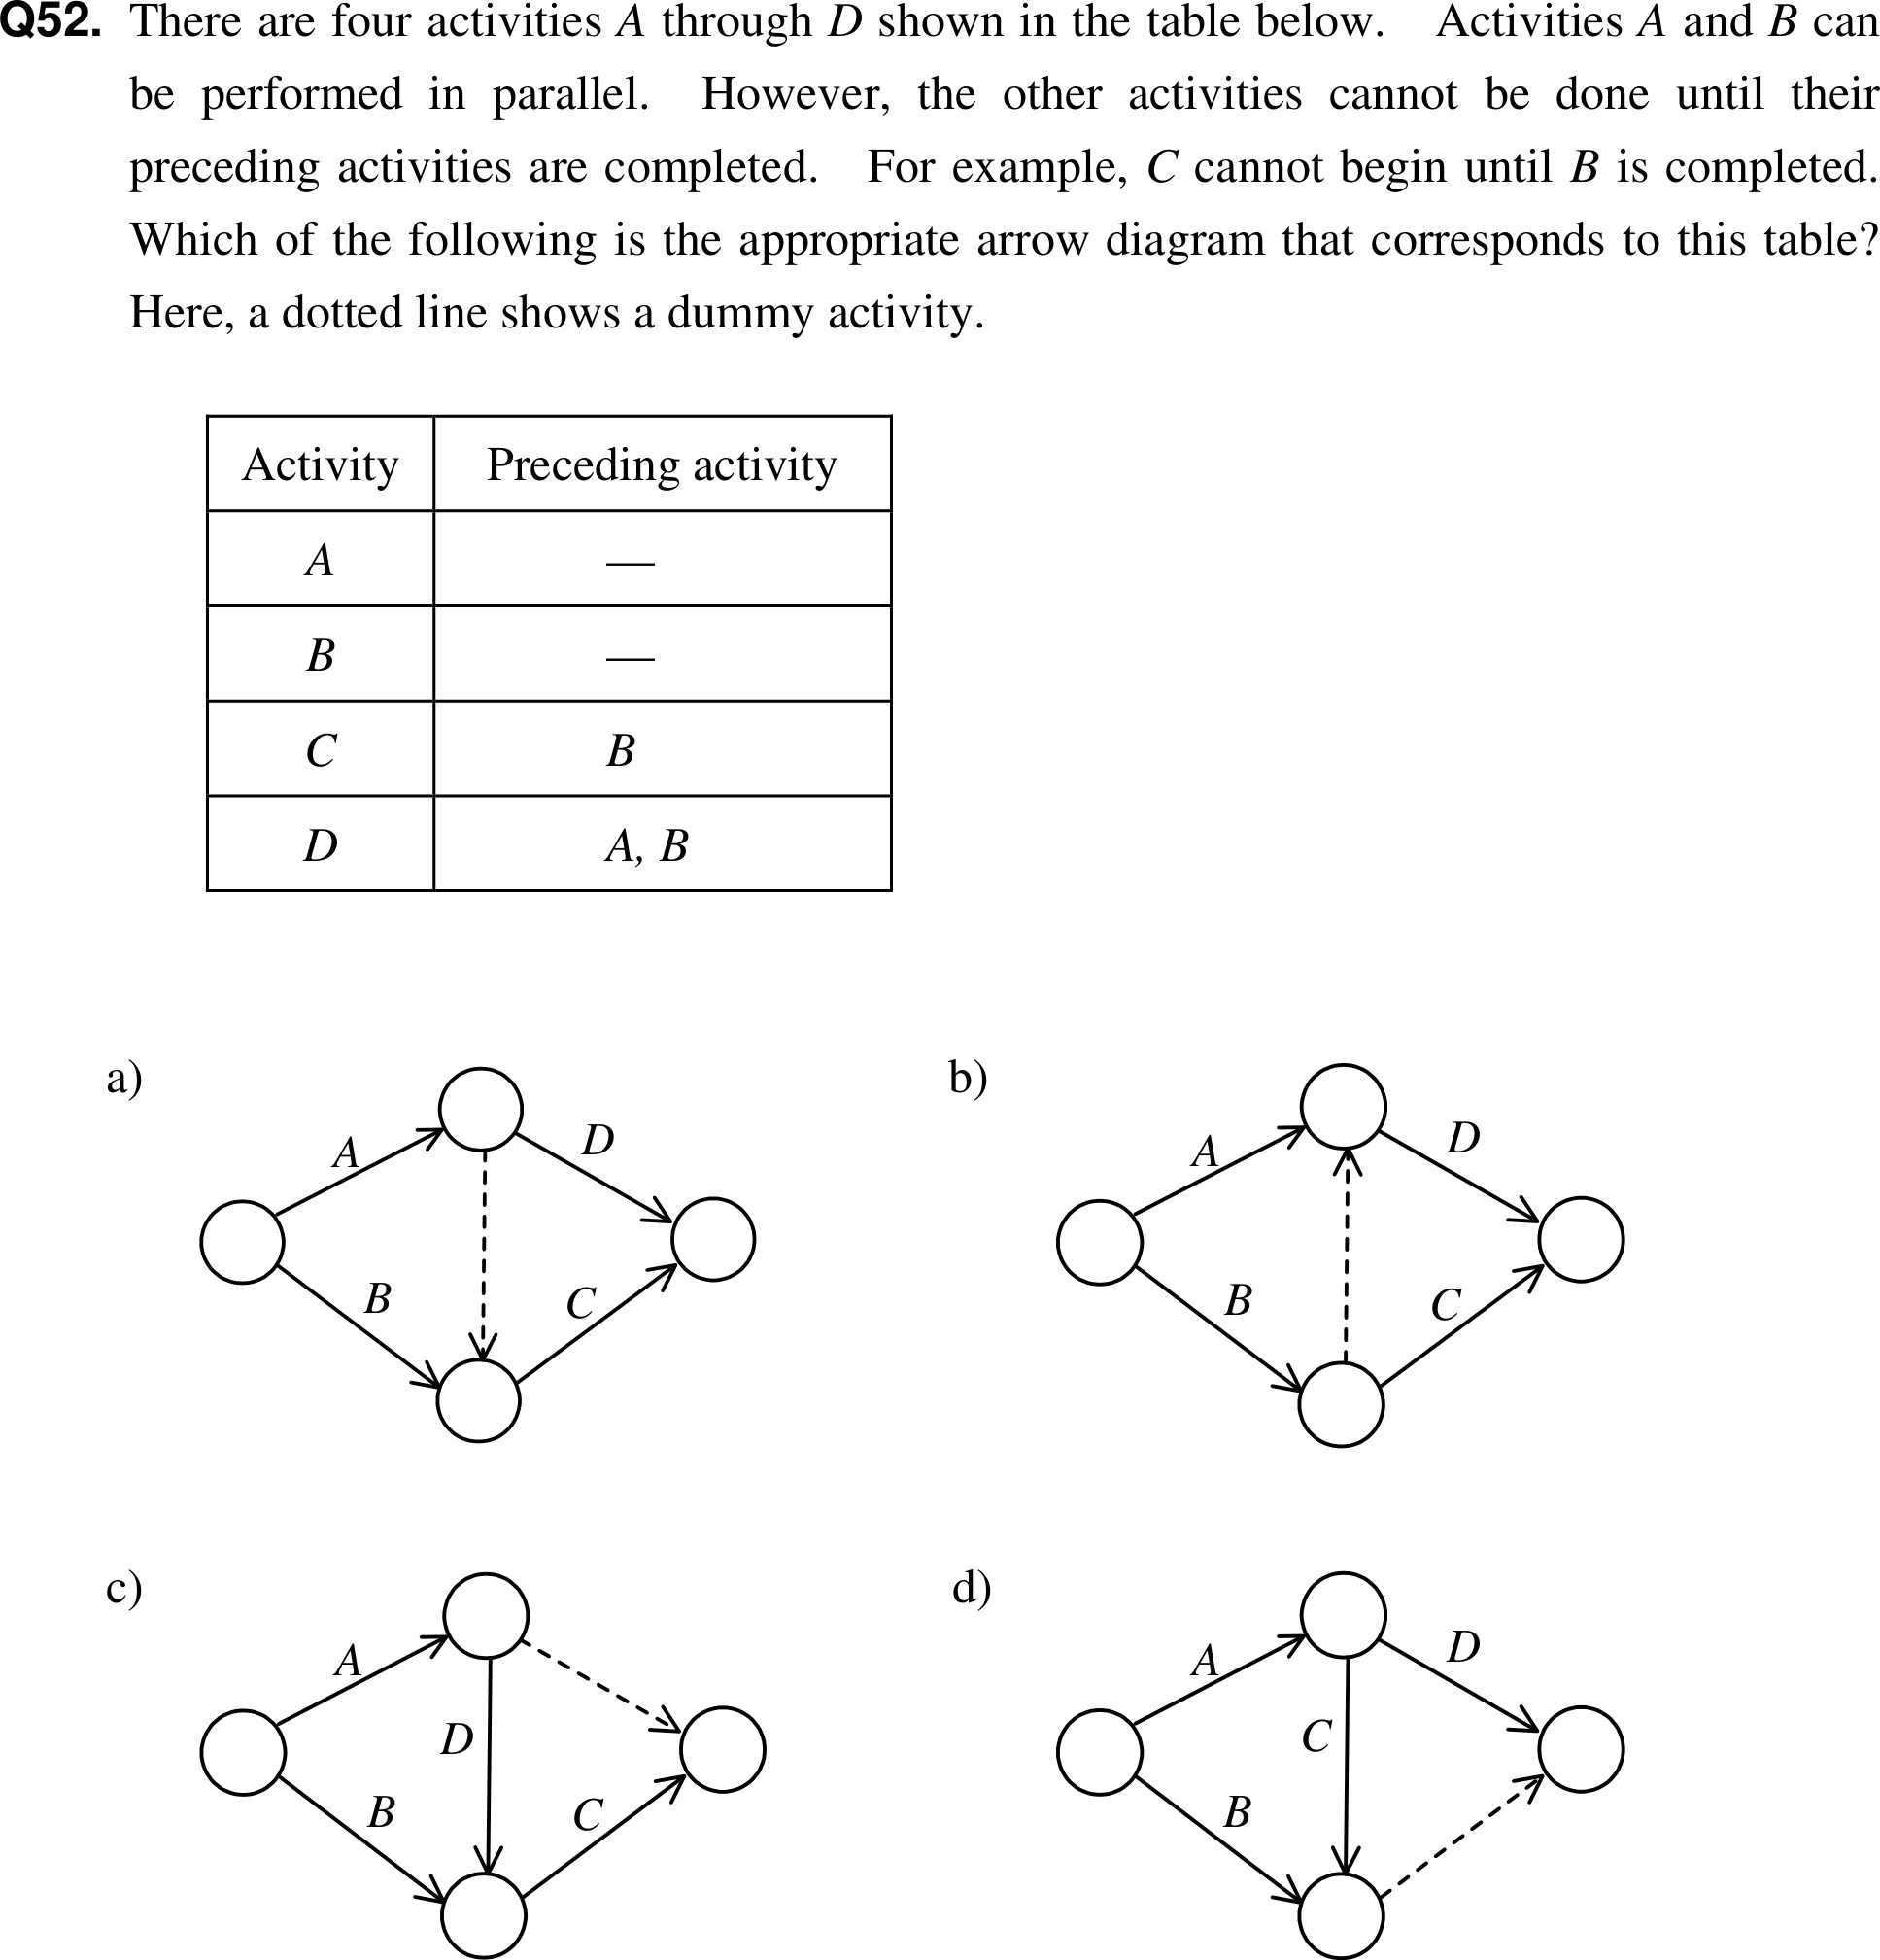 Q52. There are four activities A through D shown in the table below. Activities A and B can
be performed in parallel. However, the other activities cannot be done until their
preceding activities are completed. For example, C cannot begin until B is completed.
Which of the following is the appropriate arrow diagram that corresponds to this table?
Here, a dotted line shows a dummy activity.
Activity Preceding activity
A —
B —
C B
D A, B
a)
A
D
B
C
b)
A
D
B
C
c)
A
D
B
C
d)
A
D
C
B